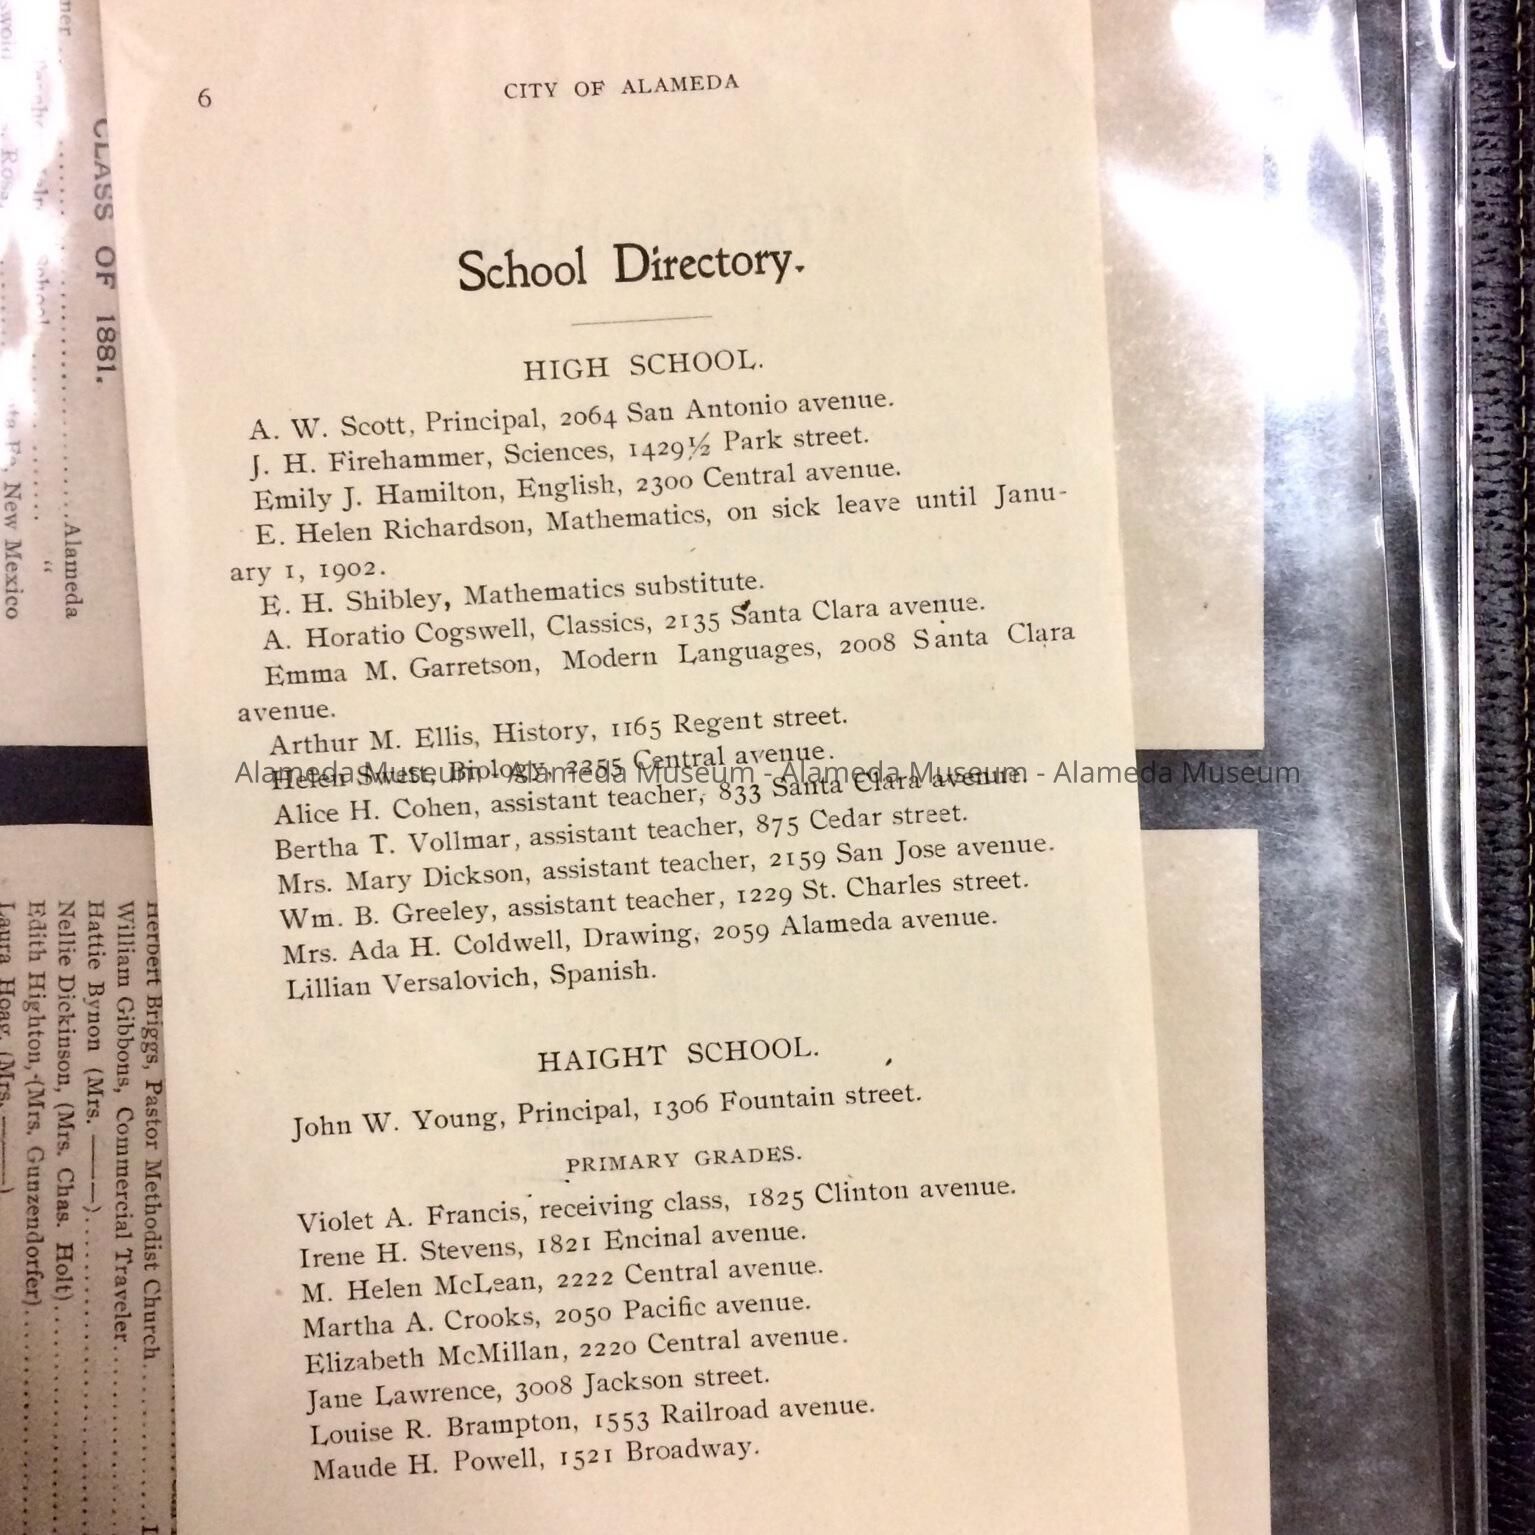 6
CITY OF ALAMEDA
School Directory.
HIGH SCHOOL.
A. W. Scott, Principal, 2064 San Antonio avenue.
J. H. Firehammer, Sciences, 1429½ Park street.
Emily J. Hamilton, English, 2300 Central avenue.
E. Helen Richardson, Mathematics, on sick leave until Janu-
ary 1, 1902.
E. H. Shibley, Mathematics substitute.
A. Horatio Cogswell, Classics, 2135 Santa Clara avenue.
Emma M. Garretson, Modern Languages, 2008 Santa Clara
avenue.
Arthur M. Ellis, History, 1165 Regent street.
Helen Swett, Biology, 2255 Central avenue.
Alameda Museum - Alameda Museum - Alameda Museum - Alameda Museum
Alice H. Cohen, assistant teacher, 833 Santa Clara avenue.
Bertha T. Vollmar, assistant teacher, 875 Cedar street.
Mrs. Mary Dickson, assistant teacher, 2159 San Jose avenue.
Wm. B. Greeley, assistant teacher, 1229 St. Charles street.
Mrs. Ada H. Coldwell, Drawing, 2059 Alameda avenue.
Lillian Versalovich, Spanish.
HAIGHT SCHOOL.
John W. Young, Principal, 1306 Fountain street.
PRIMARY GRADES.
Violet A. Francis, receiving class, 1825 Clinton avenue.
Irene H. Stevens, 1821 Encinal avenue.
M. Helen McLean, 2222 Central avenue.
Martha A. Crooks, 2050 Pacific avenue.
Elizabeth McMillan, 2220 Central avenue.
Jane Lawrence, 3008 Jackson street.
Louise R. Brampton, 1553 Railroad avenue.
Maude H. Powell, 1521 Broadway.
CLASS OF 1881.
Alameda
"
New Mexico
Herbert Briggs, Pastor Methodist Church
William Gibbons, Commercial Traveler
Hattie Bynon (Mrs. ———)
Nellie Dickinson, (Mrs. Chas. Holt)
Edith Highton, (Mrs. Gunzendorfer)
Laura Hoag, (Mrs. ———)